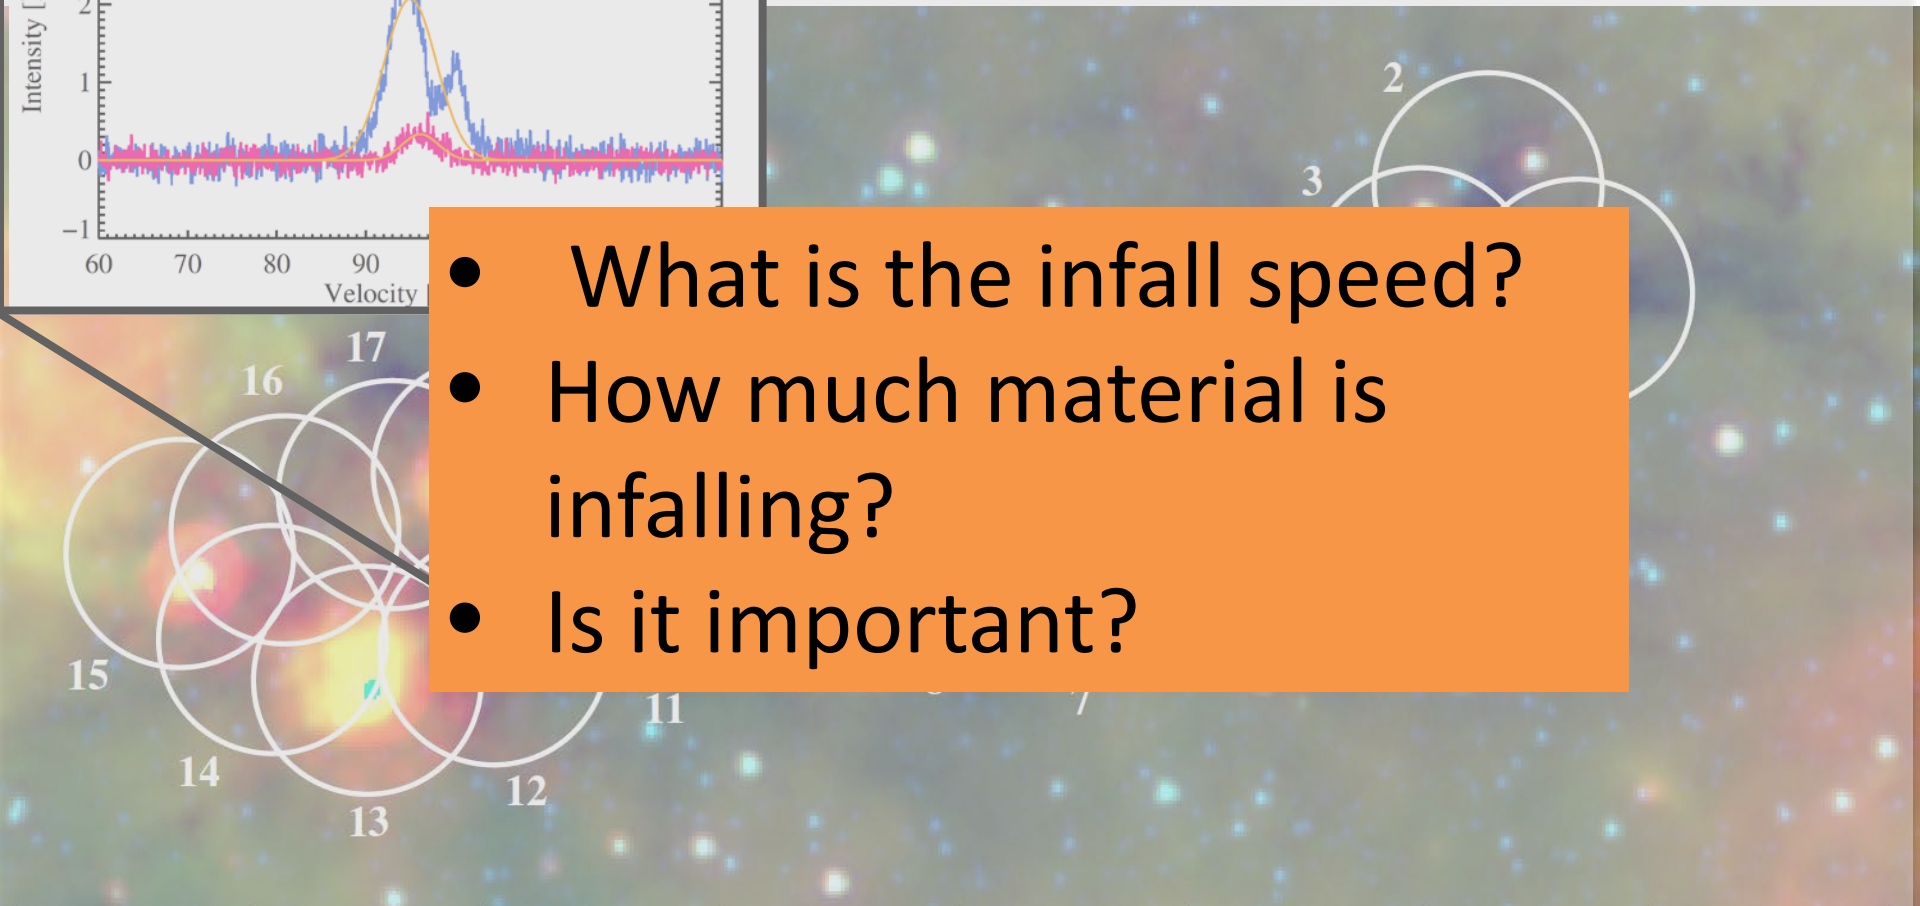 2
Intensity [
1
0
−1
60 70 80 90
Velocity
2
3
• What is the infall speed?
• How much material is
infalling?
• Is it important?
17
16
15
14
13
12
11
7